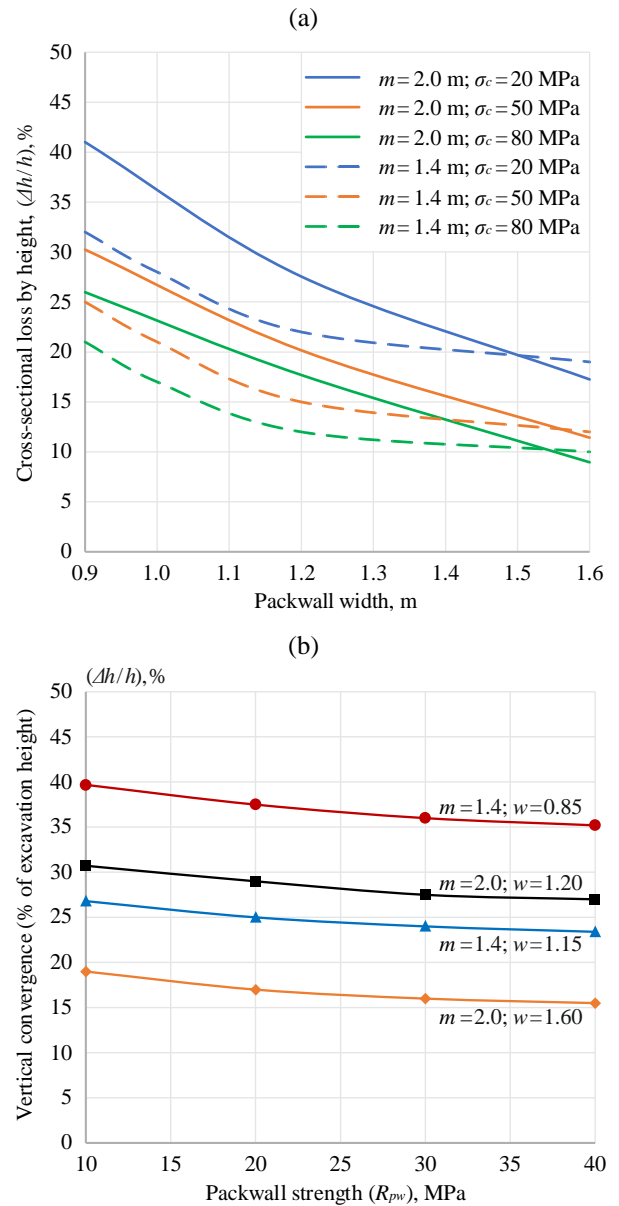 (a)
50
45
40
35
30
25
20
15
10
5
0
Cross-sectional loss by height, (Δh/h), %
m = 2.0 m; σc = 20 MPa
m = 2.0 m; σc = 50 MPa
m = 2.0 m; σc = 80 MPa
m = 1.4 m; σc = 20 MPa
m = 1.4 m; σc = 50 MPa
m = 1.4 m; σc = 80 MPa
0.9 1.0 1.1 1.2 1.3 1.4 1.5 1.6
Packwall width, m
(b)
(Δh/h), %
50
45
40
35
30
25
20
15
10
5
0
Vertical convergence (% of excavation height)
m=1.4; w=0.85
m=2.0; w=1.20
m=1.4; w=1.15
m=2.0; w=1.60
10 15 20 25 30 35 40
Packwall strength (Rpw), MPa